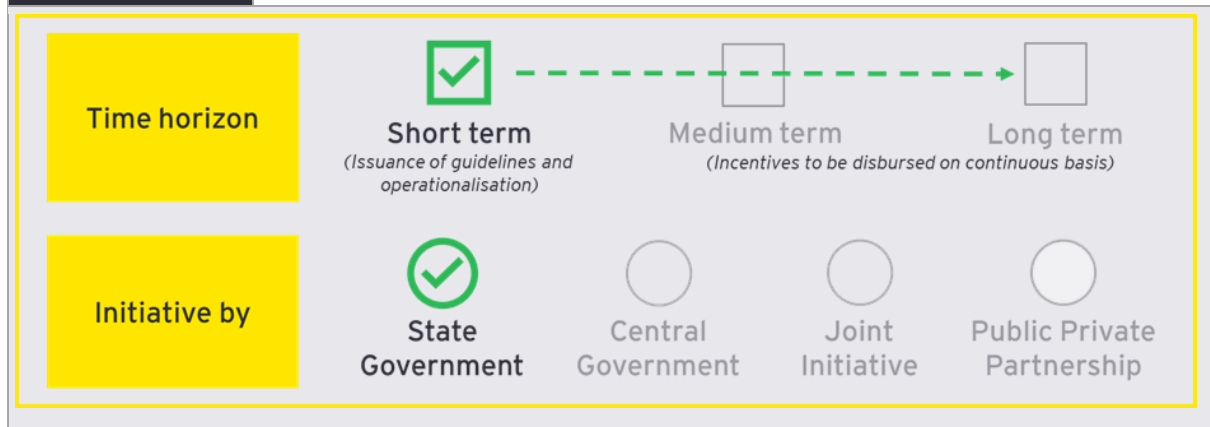 Time horizon
Short term
(Issuance of guidelines and
operationalisation)
Medium term
Long term
(Incentives to be disbursed on continuous basis)
Initiative by
State
Government
Central
Government
Joint
Initiative
Public Private
Partnership